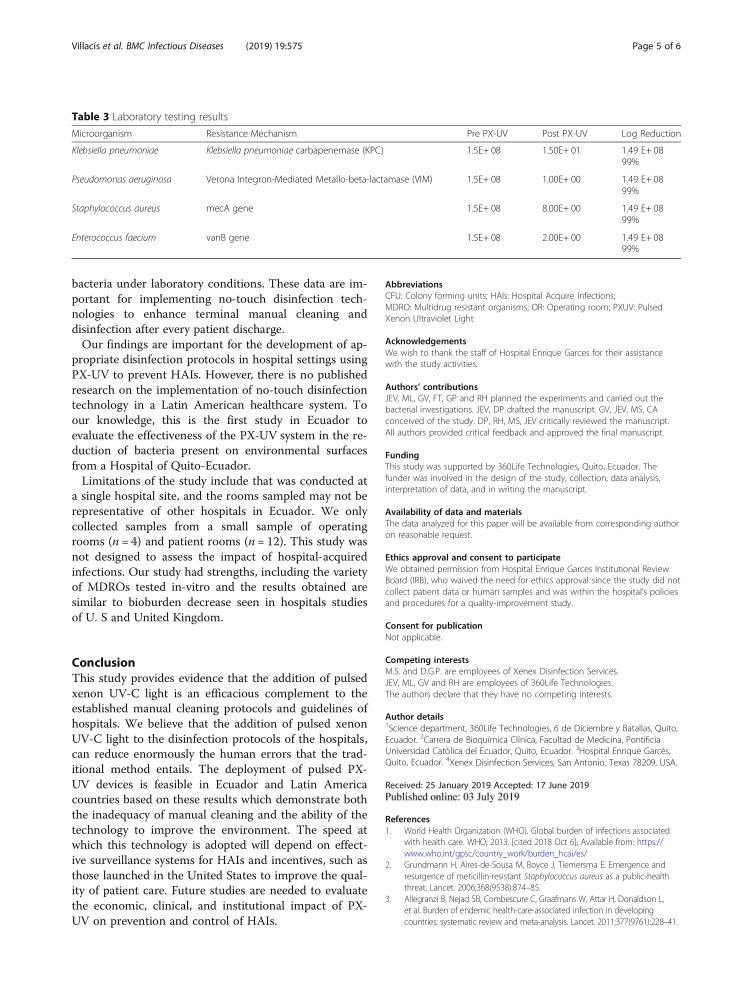 Villacís et al. BMC Infectious Diseases (2019) 19:575 Page 5 of 6
Table 3 Laboratory testing results
Microorganism Resistance Mechanism Pre PX-UV Post PX-UV Log Reduction
Klebsiella pneumoniae Klebsiella pneumoniae carbapenemase (KPC) 1.5E+ 08 1.50E+ 01 1.49 E+ 08
99%
Pseudomonas aeruginosa Verona Integron-Mediated Metallo-beta-lactamase (VIM) 1.5E+ 08 1.00E+ 00 1.49 E+ 08
99%
Staphylococcus aureus mecA gene 1.5E+ 08 8.00E+ 00 1.49 E+ 08
99%
Enterococcus faecium vanB gene 1.5E+ 08 2.00E+ 00 1.49 E+ 08
99%
bacteria under laboratory conditions. These data are im-
portant for implementing no-touch disinfection tech-
nologies to enhance terminal manual cleaning and
disinfection after every patient discharge.
Our findings are important for the development of ap-
propriate disinfection protocols in hospital settings using
PX-UV to prevent HAIs. However, there is no published
research on the implementation of no-touch disinfection
technology in a Latin American healthcare system. To
our knowledge, this is the first study in Ecuador to
evaluate the effectiveness of the PX-UV system in the re-
duction of bacteria present on environmental surfaces
from a Hospital of Quito-Ecuador.
Limitations of the study include that was conducted at
a single hospital site, and the rooms sampled may not be
representative of other hospitals in Ecuador. We only
collected samples from a small sample of operating
rooms (n = 4) and patient rooms (n = 12). This study was
not designed to assess the impact of hospital-acquired
infections. Our study had strengths, including the variety
of MDROs tested in-vitro and the results obtained are
similar to bioburden decrease seen in hospitals studies
of U. S and United Kingdom.
Conclusion
This study provides evidence that the addition of pulsed
xenon UV-C light is an efficacious complement to the
established manual cleaning protocols and guidelines of
hospitals. We believe that the addition of pulsed xenon
UV-C light to the disinfection protocols of the hospitals,
can reduce enormously the human errors that the trad-
itional method entails. The deployment of pulsed PX-
UV devices is feasible in Ecuador and Latin America
countries based on these results which demonstrate both
the inadequacy of manual cleaning and the ability of the
technology to improve the environment. The speed at
which this technology is adopted will depend on effect-
ive surveillance systems for HAIs and incentives, such as
those launched in the United States to improve the qual-
ity of patient care. Future studies are needed to evaluate
the economic, clinical, and institutional impact of PX-
UV on prevention and control of HAIs.
Abbreviations
CFU: Colony forming units; HAIs: Hospital Acquire Infections;
MDRO: Multidrug resistant organisms; OR: Operating room; PXUV: Pulsed
Xenon Ultraviolet Light
Acknowledgements
We wish to thank the staff of Hospital Enrique Garces for their assistance
with the study activities.
Authors' contributions
JEV, ML, GV, FT, GP and RH planned the experiments and carried out the
bacterial investigations. JEV, DP drafted the manuscript. GV, JEV, MS, CA
conceived of the study. DP, RH, MS, JEV critically reviewed the manuscript.
All authors provided critical feedback and approved the final manuscript.
Funding
This study was supported by 360Life Technologies, Quito, Ecuador. The
funder was involved in the design of the study, collection, data analysis,
interpretation of data, and in writing the manuscript.
Availability of data and materials
The data analyzed for this paper will be available from corresponding author
on reasonable request.
Ethics approval and consent to participate
We obtained permission from Hospital Enrique Garces Institutional Review
Board (IRB), who waived the need for ethics approval since the study did not
collect patient data or human samples and was within the hospital's policies
and procedures for a quality-improvement study.
Consent for publication
Not applicable.
Competing interests
M.S. and D.G.P. are employees of Xenex Disinfection Services.
JEV, ML, GV and RH are employees of 360Life Technologies.
The authors declare that they have no competing interests.
Author details
1Science department, 360Life Technologies, 6 de Diciembre y Batallas, Quito,
Ecuador. 2Carrera de Bioquímica Clínica, Facultad de Medicina, Pontificia
Universidad Católica del Ecuador, Quito, Ecuador. 3Hospital Enrique Garcés,
Quito, Ecuador. 4Xenex Disinfection Services, San Antonio, Texas 78209, USA.
Received: 25 January 2019 Accepted: 17 June 2019
Published online: 03 July 2019
References
1. World Health Organization (WHO). Global burden of infections associated
with health care. WHO; 2013. [cited 2018 Oct 6]; Available from: https://
www.who.int/gpsc/country_work/burden_hcai/es/
2. Grundmann H, Aires-de-Sousa M, Boyce J, Tiemersma E. Emergence and
resurgence of meticillin-resistant Staphylococcus aureus as a public-health
threat. Lancet. 2006;368(9538):874–85.
3. Allegranzi B, Nejad SB, Combescure C, Graafmans W, Attar H, Donaldson L,
et al. Burden of endemic health-care-associated infection in developing
countries: systematic review and meta-analysis. Lancet. 2011;377(9761):228–41.